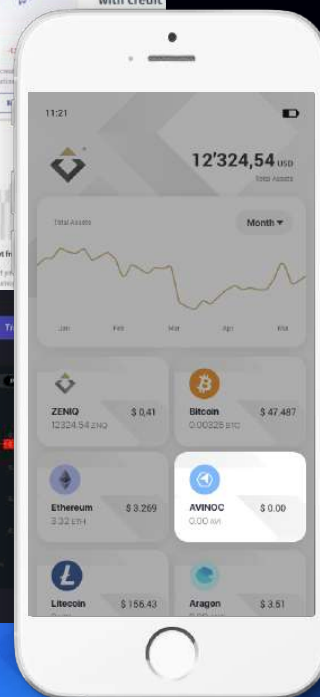 with credit
11:21
12'324,54 USD
Total Assets
Total Assets
Month
Jan Feb Mar Apr Mai
ZENIQ $ 0,41
12324.54 ZNQ
Bitcoin $ 47.487
0.00326 BTC
Ethereum $ 3.269
3.32 ETH
AVINOC $ 0.00
0.00 AVI
Litecoin $ 156.43
Aragon $ 3.51